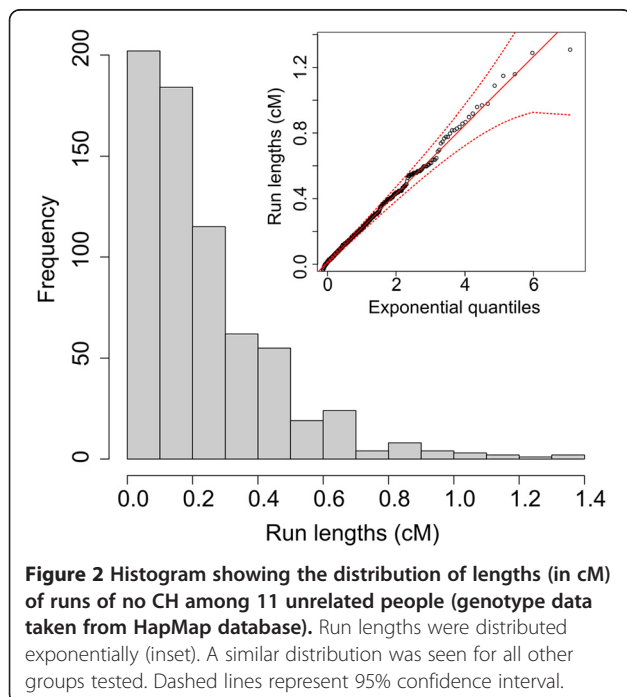 200
150
100
50
0
Frequency
0.0 0.2 0.4 0.6 0.8 1.0 1.2 1.4
Run lengths (cM)
1.2
0.8
0.4
0.0
Run lengths (cM)
0 2 4 6
Exponential quantiles
Figure 2 Histogram showing the distribution of lengths (in cM)
of runs of no CH among 11 unrelated people (genotype data
taken from HapMap database). Run lengths were distributed
exponentially (inset). A similar distribution was seen for all other
groups tested. Dashed lines represent 95% confidence interval.